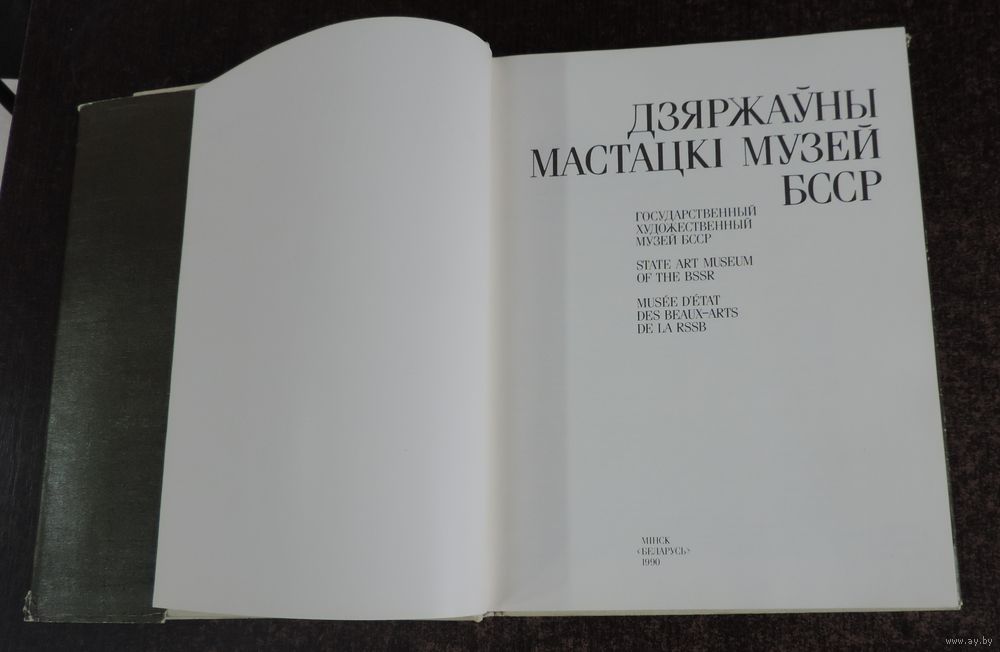 ДЗЯРЖАЎНЫ
МАСТАЦКІ МУЗЕЙ
БССР
ГОСУДАРСТВЕННЫЙ
ХУДОЖЕСТВЕННЫЙ
МУЗЕЙ БССР
STATE ART MUSEUM
OF THE BSSR
MUSÉE D'ÉTAT
DES BEAUX-ARTS
DE LA RSSB
МІНСК
«БЕЛАРУСЬ»
1990
www.ay.by